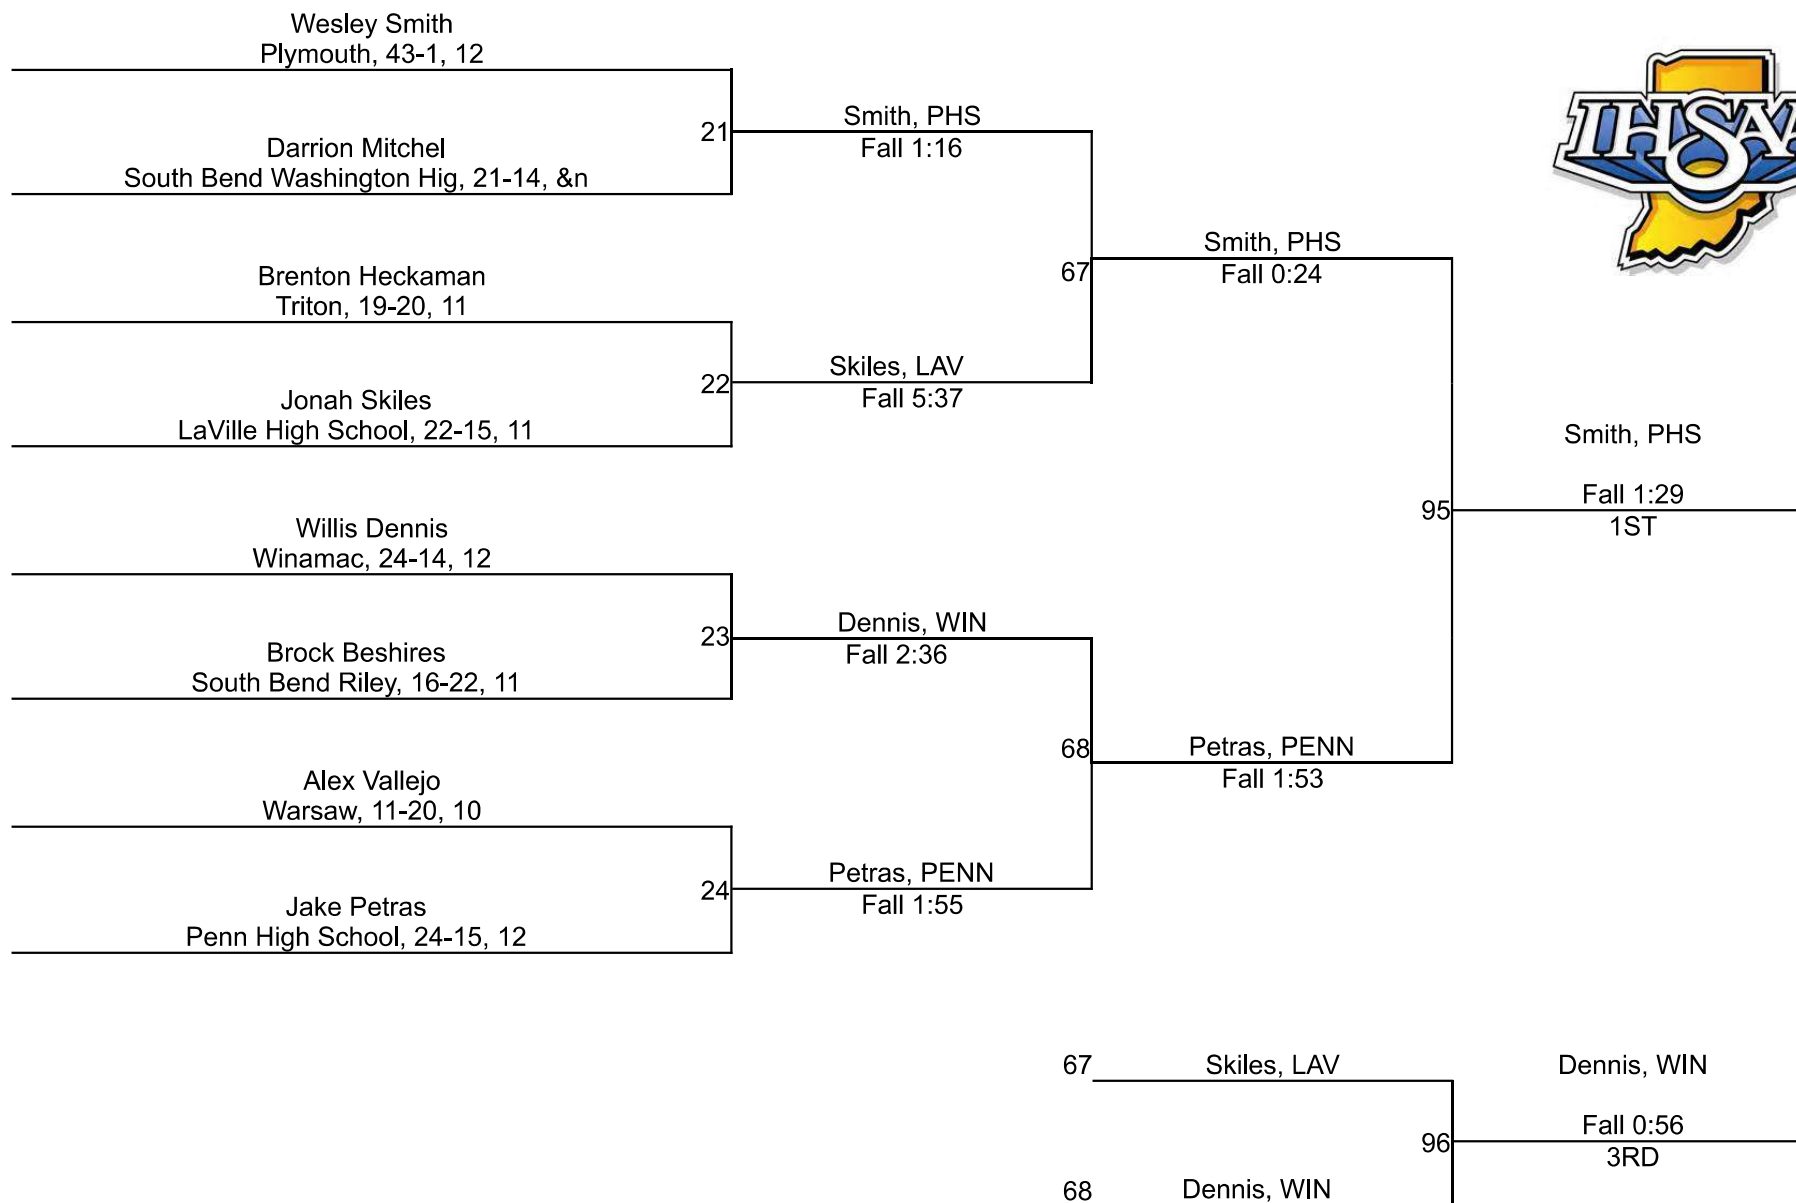 Wesley Smith
Plymouth, 43-1, 12
Darrion Mitchel
South Bend Washington Hig, 21-14, &n
21
Smith, PHS
Fall 1:16
Brenton Heckaman
Triton, 19-20, 11
Jonah Skiles
LaVille High School, 22-15, 11
22
Skiles, LAV
Fall 5:37
67
Smith, PHS
Fall 0:24
Willis Dennis
Winamac, 24-14, 12
Brock Beshires
South Bend Riley, 16-22, 11
23
Dennis, WIN
Fall 2:36
Alex Vallejo
Warsaw, 11-20, 10
Jake Petras
Penn High School, 24-15, 12
24
Petras, PENN
Fall 1:55
68
Petras, PENN
Fall 1:53
95
Smith, PHS
Fall 1:29
1ST
IHSAA
67
Skiles, LAV
68
Dennis, WIN
96
Dennis, WIN
Fall 0:56
3RD